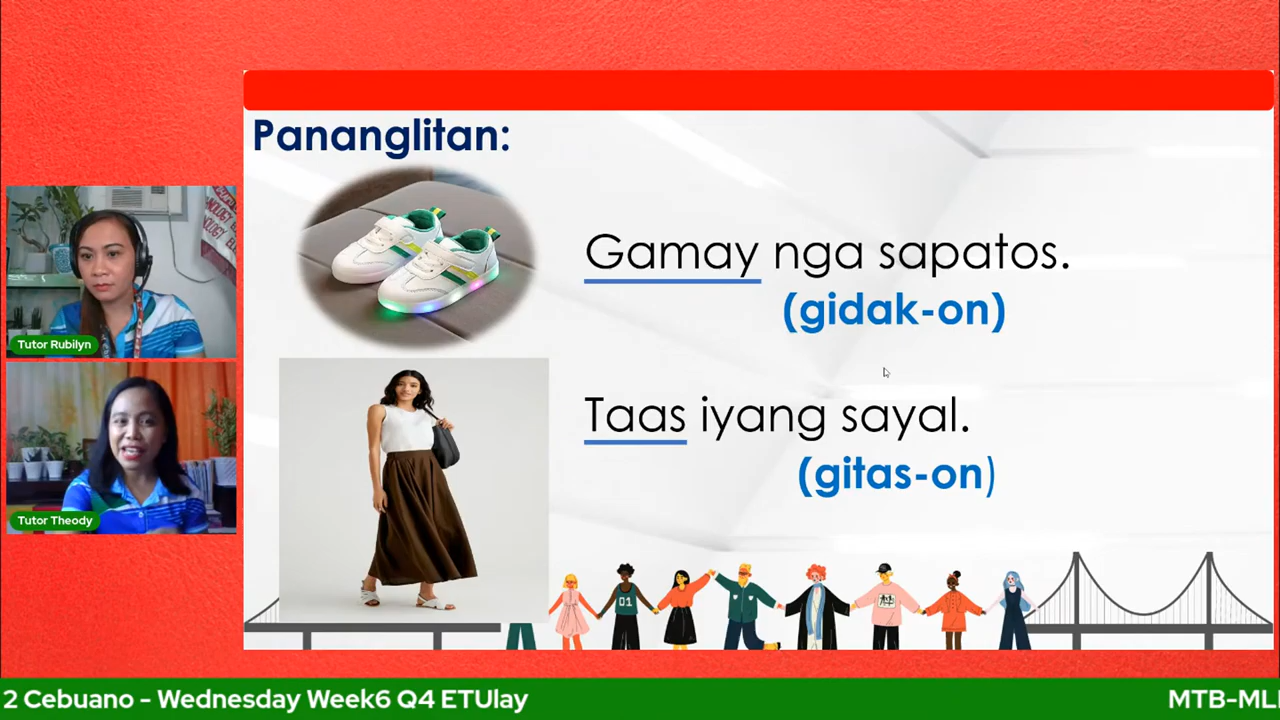 Pananglitan:
Gamay nga sapatos.
(gidak-on)
Taas iyang sayal.
(gitas-on)
Tutor Rubilyn
Tutor Theody
01
2 Cebuano - Wednesday Week6 Q4 ETUlay
MTB-ML